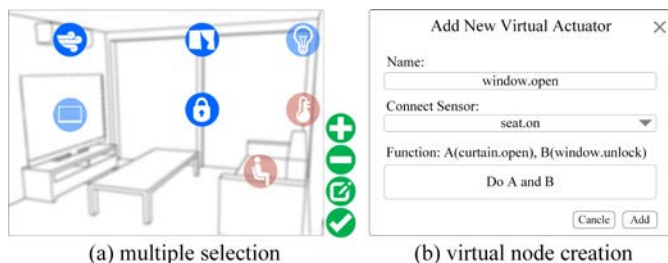 Add New Virtual Actuator
Name:
window.open
Connect Sensor:
seat.on
Function: A(curtain.open), B(window.unlock)
Do A and B
Cancle Add
(a) multiple selection
(b) virtual node creation